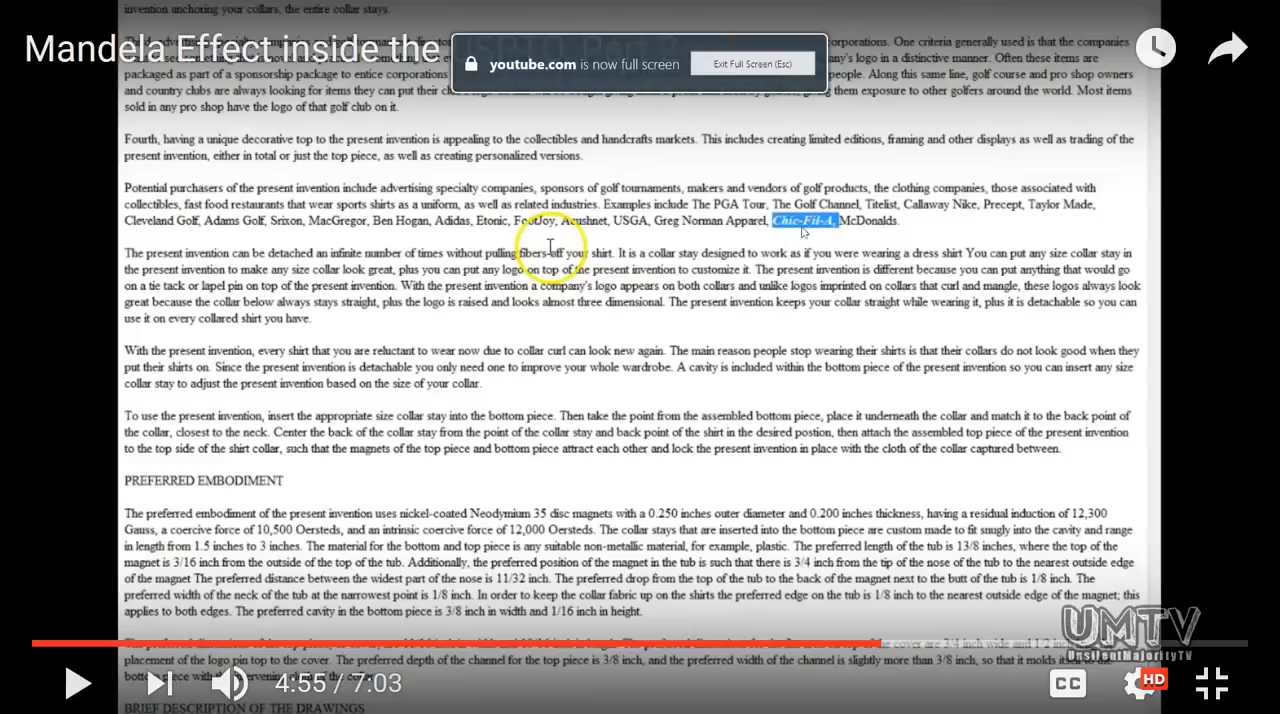 invention anchoring your collars, the entire collar stays.
Mandela Effect inside the
youtube.com is now full screen
Exit Full Screen (Esc)
corporations. One criteria generally used is that the companies
company's logo in a distinctive manner. Often these items are
packaged as part of a sponsorship package to entice corporations
people. Along this same line, golf course and pro shop owners
and country clubs are always looking for items they can put their
them exposure to other golfers around the world. Most items
sold in any pro shop have the logo of that golf club on it.
Fourth, having a unique decorative top to the present invention is appealing to the collectibles and handcrafts markets. This includes creating limited editions, framing and other displays as well as trading of the
present invention, either in total or just the top piece, as well as creating personalized versions.
Potential purchasers of the present invention include advertising specialty companies, sponsors of golf tournaments, makers and vendors of golf products, the clothing companies, those associated with
collectibles, fast food restaurants that wear sports shirts as a uniform, as well as related industries. Examples include The PGA Tour, The Golf Channel, Titelist, Callaway Nike, Precept, Taylor Made,
Cleveland Golf, Adams Golf, Srixon, MacGregor, Ben Hogan, Adidas, Etonic, FootJoy, Acushnet, USGA, Greg Norman Apparel, Chic-Fil-A, McDonalds.
The present invention can be detached an infinite number of times without pulling fibers off your shirt. It is a collar stay designed to work as if you were wearing a dress shirt You can put any size collar stay in
the present invention to make any size collar look great, plus you can put any logo on top of the present invention to customize it. The present invention is different because you can put anything that would go
on a tie tack or lapel pin on top of the present invention. With the present invention a company's logo appears on both collars and unlike logos imprinted on collars that curl and mangle, these logos always look
great because the collar below always stays straight, plus the logo is raised and looks almost three dimensional. The present invention keeps your collar straight while wearing it, plus it is detachable so you can
use it on every collared shirt you have.
With the present invention, every shirt that you are reluctant to wear now due to collar curl can look new again. The main reason people stop wearing their shirts is that their collars do not look good when they
put their shirts on. Since the present invention is detachable you only need one to improve your whole wardrobe. A cavity is included within the bottom piece of the present invention so you can insert any size
collar stay to adjust the present invention based on the size of your collar.
To use the present invention, insert the appropriate size collar stay into the bottom piece. Then take the point from the assembled bottom piece, place it underneath the collar and match it to the back point of
the collar, closest to the neck. Center the back of the collar stay from the point of the collar stay and back point of the shirt in the desired postion, then attach the assembled top piece of the present invention
to the top side of the shirt collar, such that the magnets of the top piece and bottom piece attract each other and lock the present invention in place with the cloth of the collar captured between.
PREFERRED EMBODIMENT
The preferred embodiment of the present invention uses nickel-coated Neodymium 35 disc magnets with a 0.250 inches outer diameter and 0.200 inches thickness, having a residual induction of 12,300
Gauss, a coercive force of 10,500 Oersteds, and an intrinsic coercive force of 12,000 Oersteds. The collar stays that are inserted into the bottom piece are custom made to fit snugly into the cavity and range
in length from 1.5 inches to 3 inches. The material for the bottom and top piece is any suitable non-metallic material, for example, plastic. The preferred length of the tub is 13/8 inches, where the top of the
magnet is 3/16 inch from the outside of the top of the tub. Additionally, the preferred position of the magnet in the tub is such that there is 3/4 inch from the tip of the nose of the tub to the nearest outside edge
of the magnet The preferred distance between the widest part of the nose is 11/32 inch. The preferred drop from the top of the tub to the back of the magnet next to the butt of the tub is 1/8 inch. The
preferred width of the neck of the tub at the narrowest point is 1/8 inch. In order to keep the collar fabric up on the shirts the preferred edge on the tub is 1/8 inch to the nearest outside edge of the magnet; this
applies to both edges. The preferred cavity in the bottom piece is 3/8 inch in width and 1/16 inch in height.
cover are 3/4 inch wide and 1/2
placement of the logo pin top to the cover. The preferred depth of the channel for the top piece is 3/8 inch, and the preferred width of the channel is slightly more than 3/8 inch, so that it molds
UMTV
UnsilentMajorityTV
4:55 / 7:03
CC
HD
BRIEF DESCRIPTION OF THE DRAWINGS